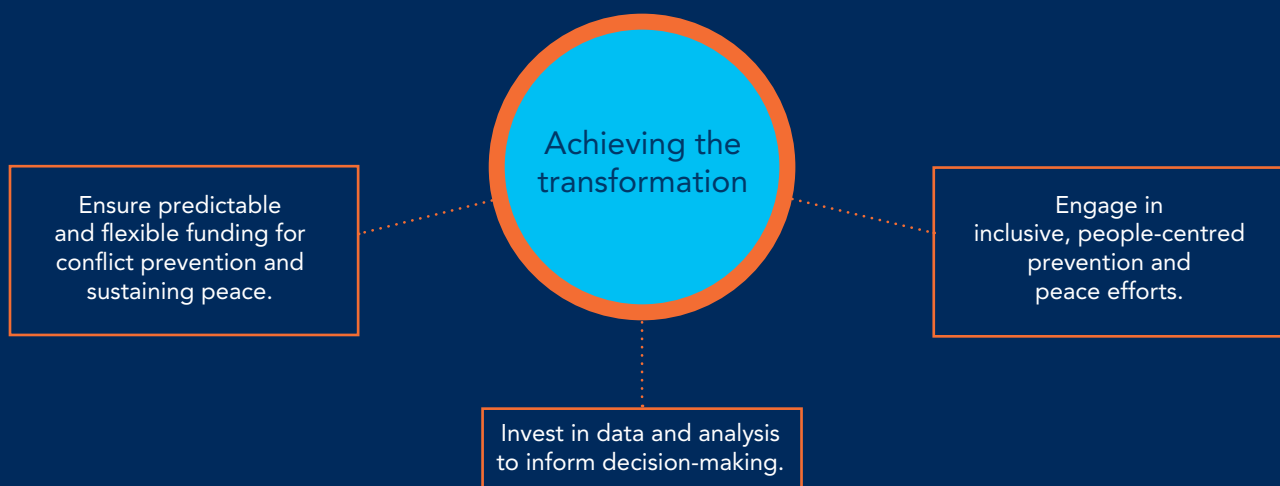 Achieving the
transformation
Ensure predictable
and flexible funding for
conflict prevention and
sustaining peace.
Engage in
inclusive, people-centred
prevention and
peace efforts.
Invest in data and analysis
to inform decision-making.